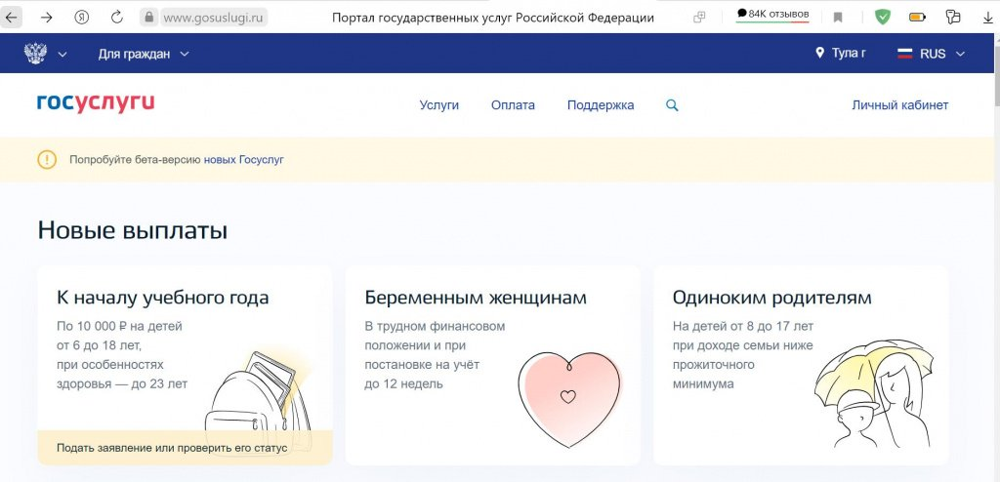 www.gosuslugi.ru Портал государственных услуг Российской Федерации 84K отзывов
Для граждан Тула г RUS
госуслуги Услуги Оплата Поддержка Личный кабинет
Попробуйте бета-версию новых Госуслуг
Новые выплаты
К началу учебного года
По 10 000 ₽ на детей
от 6 до 18 лет,
при особенностях
здоровья — до 23 лет
Подать заявление или проверить его статус
Беременным женщинам
В трудном финансовом
положении и при
постановке на учёт
до 12 недель
Одиноким родителям
На детей от 8 до 17 лет
при доходе семьи ниже
прожиточного
минимума